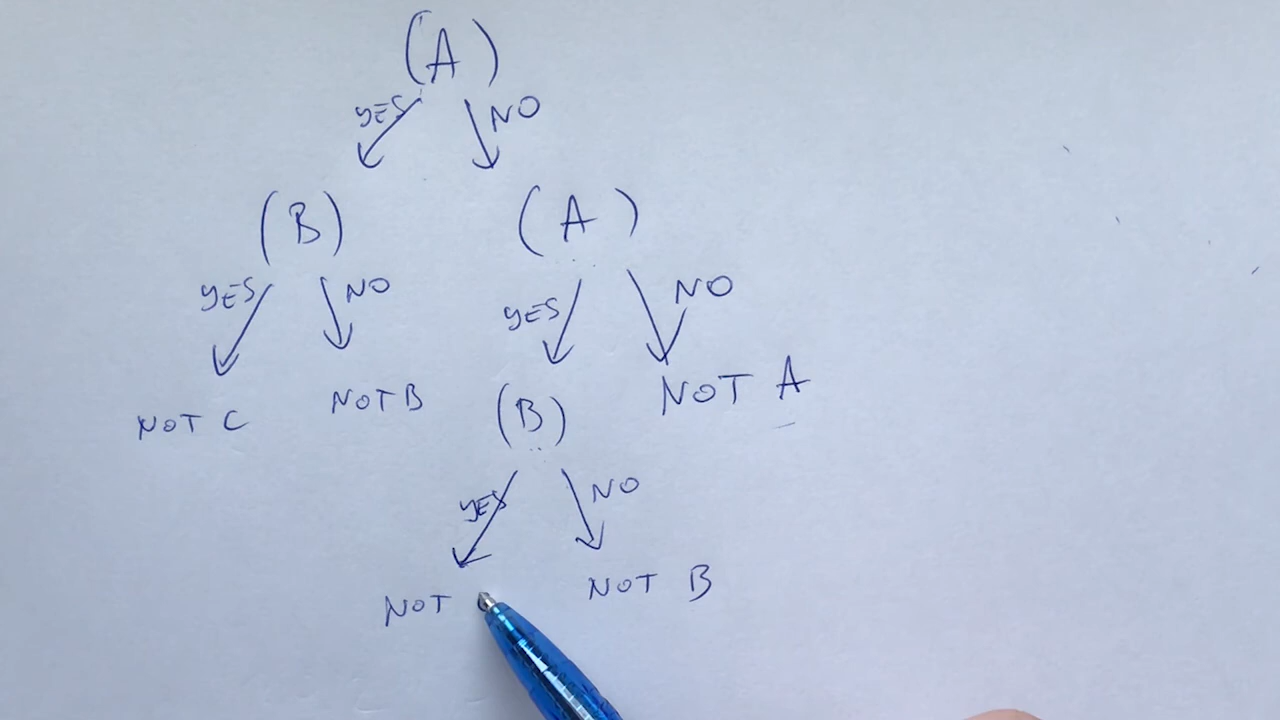 (A)
YES NO
(B) (A)
YES NO YES NO
NOT C NOT B (B) NOT A
YES NO
NOT NOT B